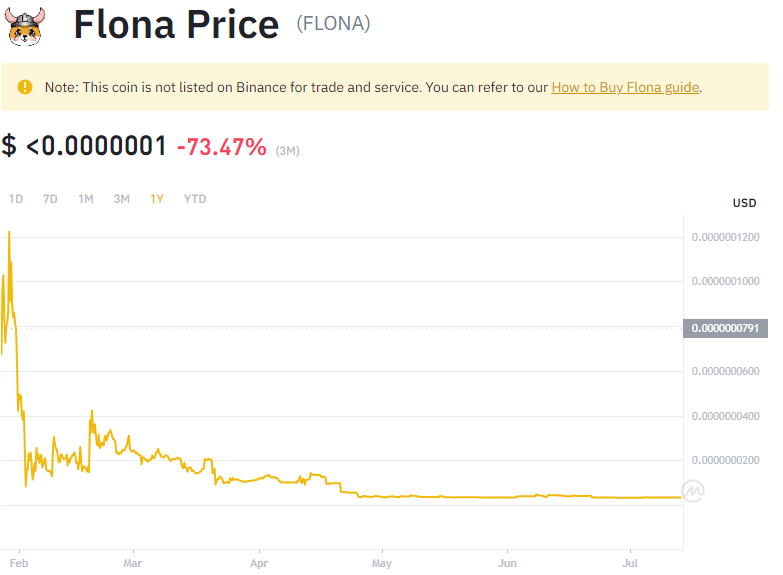 Flona Price (FLONA)
Note: This coin is not listed on Binance for trade and service. You can refer to our How to Buy Flona guide.
$ <0.0000001 -73.47% (3M)
1D 7D 1M 3M 1Y YTD
USD
0.0000001200
0.0000001000
0.0000000791
0.0000000600
0.0000000400
0.0000000200
Feb Mar Apr May Jun Jul